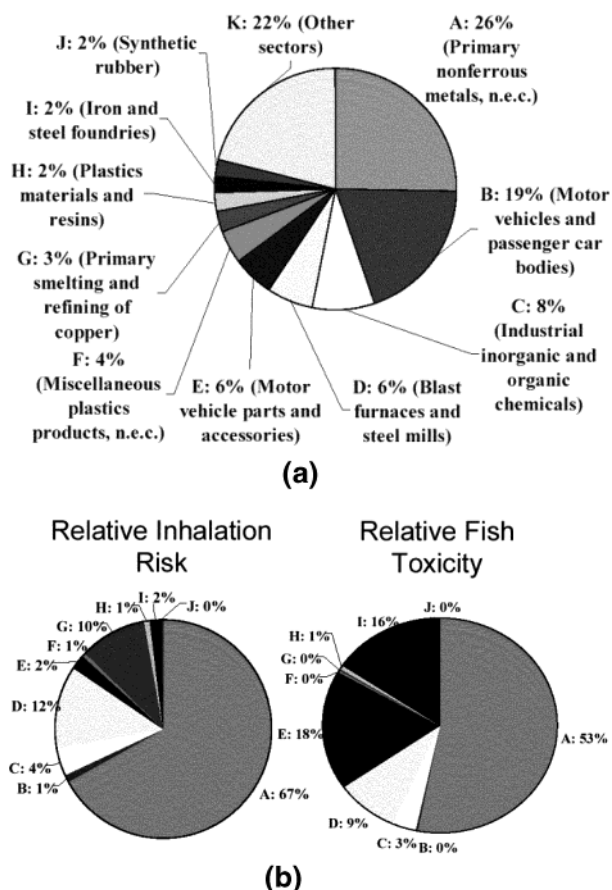 K: 22% (Other
sectors)
A: 26%
(Primary
nonferrous
metals, n.e.c.)
J: 2% (Synthetic
rubber)
I: 2% (Iron and
steel foundries)
H: 2% (Plastics
materials and
resins)
B: 19% (Motor
vehicles and
passenger car
bodies)
G: 3% (Primary
smelting and
refining of
copper)
C: 8%
(Industrial
inorganic and
organic
chemicals)
F: 4%
(Miscellaneous
plastics
products, n.e.c.)
E: 6% (Motor
vehicle parts and
accessories)
D: 6% (Blast
furnaces and
steel mills)
(a)
Relative Inhalation
Risk
I: 2%
J: 0%
H: 1%
G: 10%
F: 1%
E: 2%
D: 12%
C: 4%
B: 1%
A: 67%
Relative Fish
Toxicity
J: 0%
I: 16%
H: 1%
G: 0%
F: 0%
E: 18%
A: 53%
D: 9%
C: 3%
B: 0%
(b)